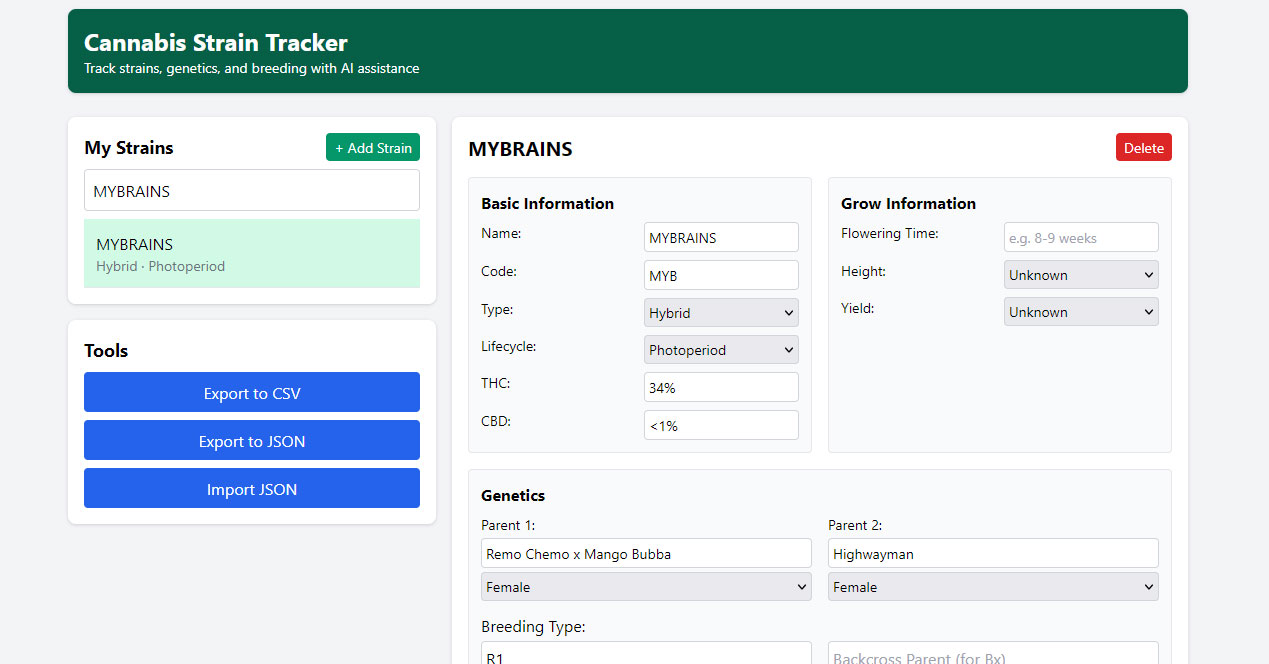 Cannabis Strain Tracker
Track strains, genetics, and breeding with AI assistance
My Strains
+ Add Strain
MYBRAINS
MYBRAINS
Hybrid · Photoperiod
Tools
Export to CSV
Export to JSON
Import JSON
MYBRAINS
Delete
Basic Information
Name:
MYBRAINS
Code:
MYB
Type:
Hybrid
Lifecycle:
Photoperiod
THC:
34%
CBD:
<1%
Grow Information
Flowering Time:
e.g. 8-9 weeks
Height:
Unknown
Yield:
Unknown
Genetics
Parent 1:
Remo Chemo x Mango Bubba
Female
Parent 2:
Highwayman
Female
Breeding Type:
R1
Backcross Parent (for Bx)